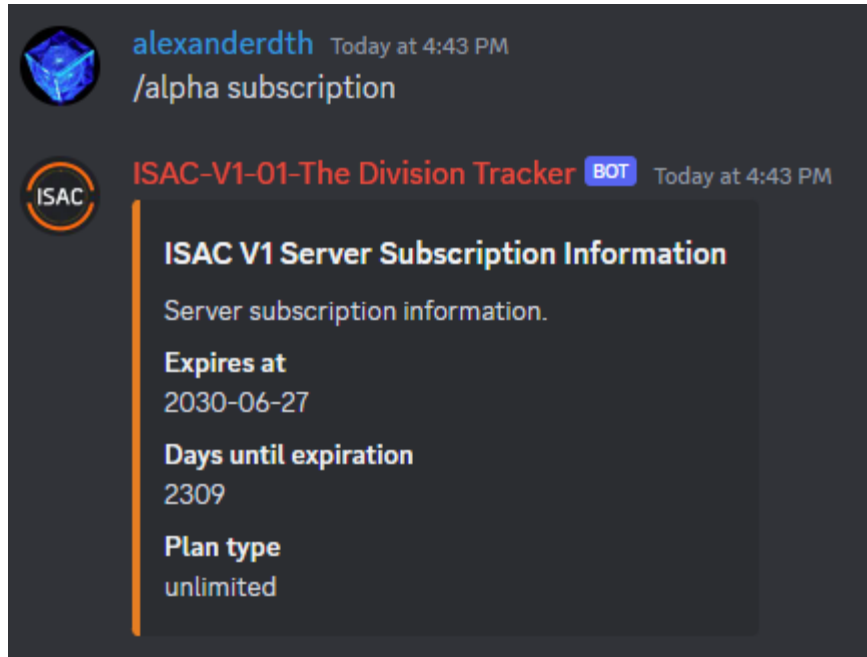 alexanderdth Today at 4:43 PM
/alpha subscription
ISAC
ISAC-V1-01-The Division Tracker BOT Today at 4:43 PM
ISAC V1 Server Subscription Information
Server subscription information.
Expires at
2030-06-27
Days until expiration
2309
Plan type
unlimited